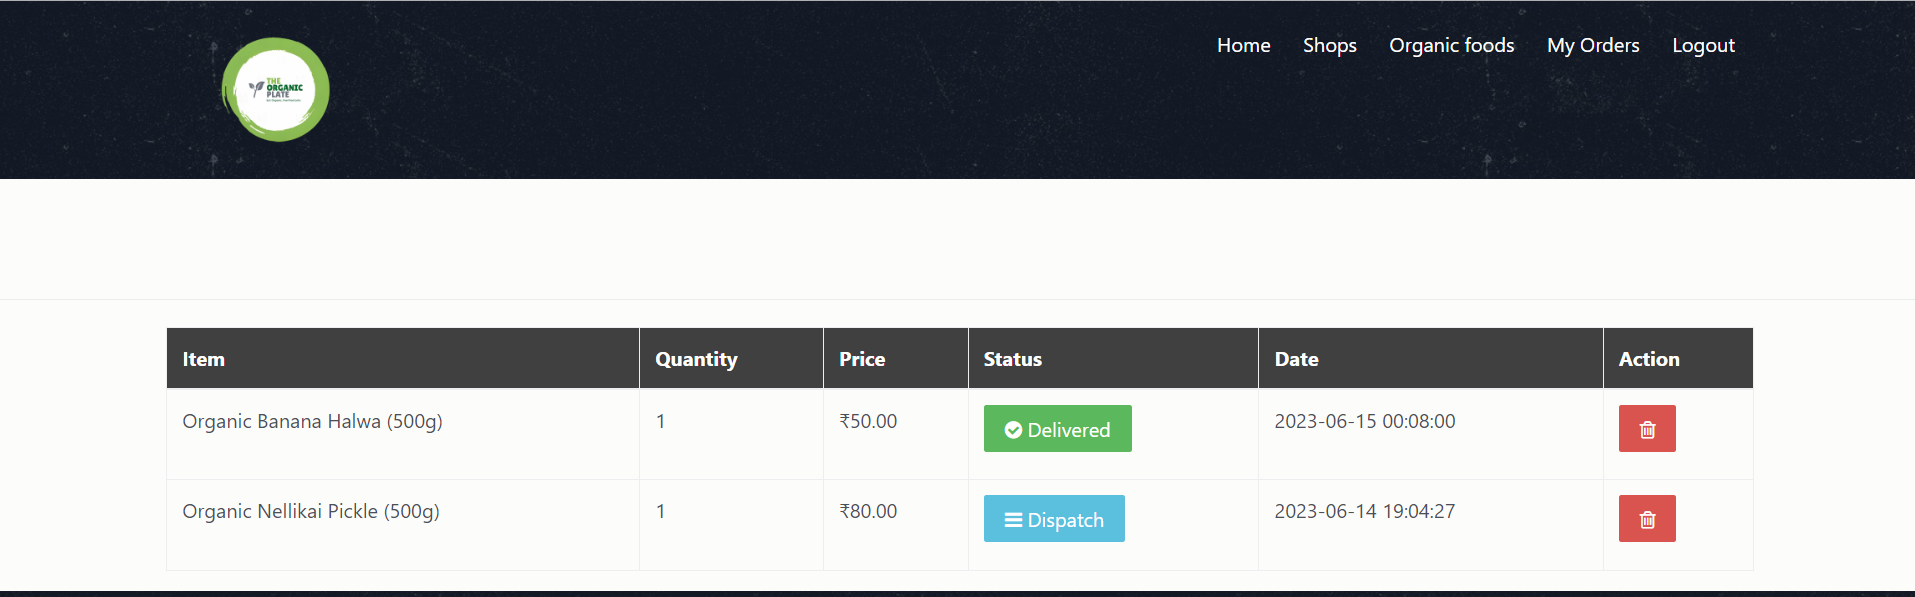 THE
ORGANIC
PLATE
Home Shops Organic foods My Orders Logout
Item Quantity Price Status Date Action
Organic Banana Halwa (500g) 1 ₹50.00 Delivered 2023-06-15 00:08:00
Organic Nellikai Pickle (500g) 1 ₹80.00 Dispatch 2023-06-14 19:04:27